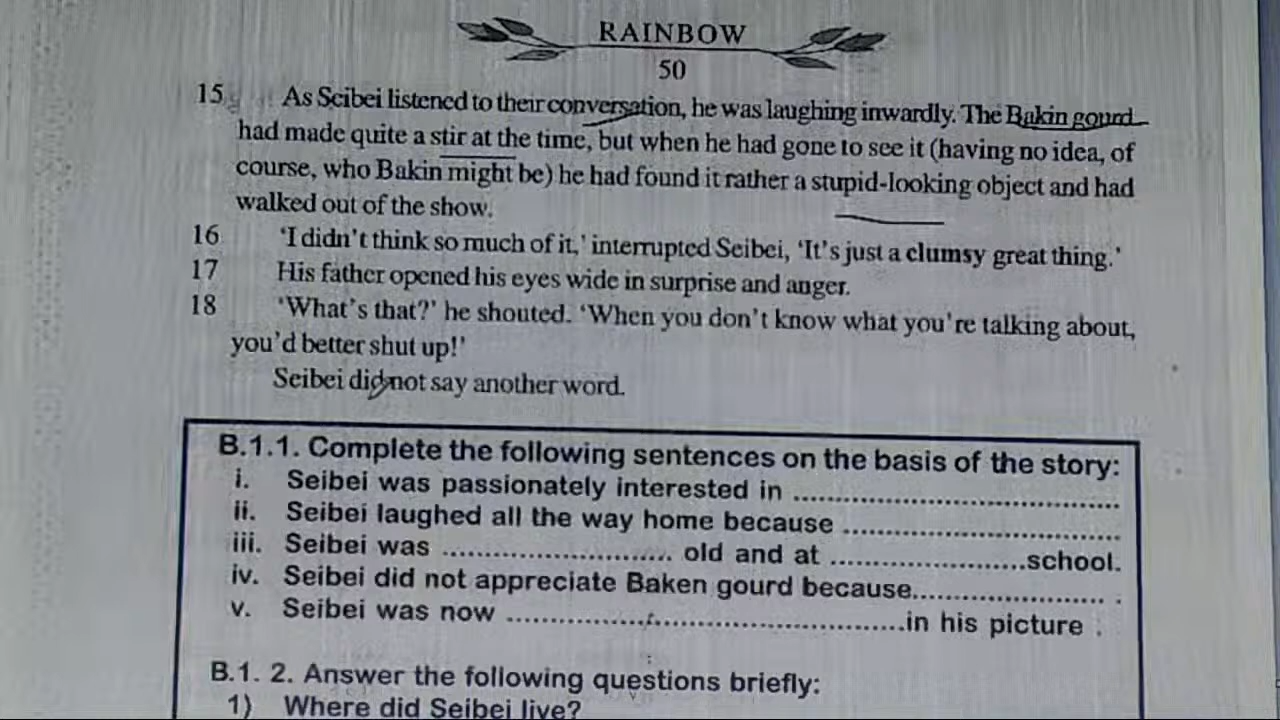 RAINBOW
50
15 As Seibei listened to their conversation, he was laughing inwardly. The Bakin gourd
had made quite a stir at the time, but when he had gone to see it (having no idea, of
course, who Bakin might be) he had found it rather a stupid-looking object and had
walked out of the show.
16 ‘I didn’t think so much of it,’ interrupted Seibei, ‘It’s just a clumsy great thing.’
17 His father opened his eyes wide in surprise and anger.
18 ‘What’s that?’ he shouted. ‘When you don’t know what you’re talking about,
you’d better shut up!’
Seibei did not say another word.
B.1.1. Complete the following sentences on the basis of the story:
i. Seibei was passionately interested in ..........................................
ii. Seibei laughed all the way home because ....................................
iii. Seibei was ............................ old and at ........................school.
iv. Seibei did not appreciate Baken gourd because........................ .
v. Seibei was now ..................................................in his picture .
B.1. 2. Answer the following questions briefly:
1) Where did Seibei live?